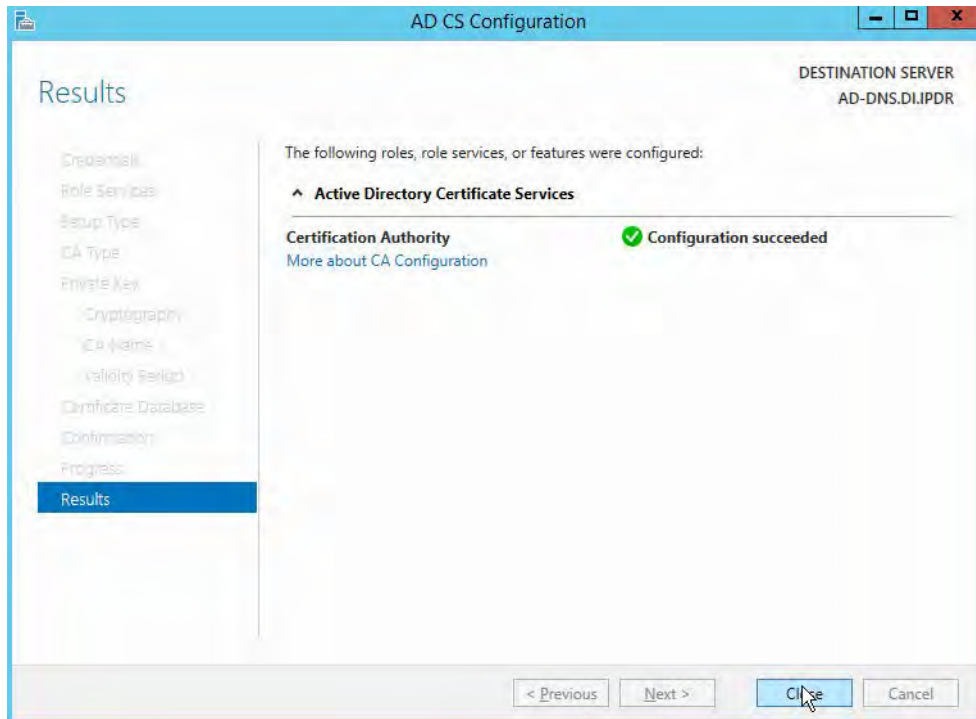 AD CS Configuration
DESTINATION SERVER
AD-DNS.DI.IPDR
Results
Credentials
Role Services
Setup Type
CA Type
Private Key
Cryptography
CA Name
Validity Period
Certificate Database
Confirmation
Progress
Results
The following roles, role services, or features were configured:
Active Directory Certificate Services
Certification Authority
Configuration succeeded
More about CA Configuration
< Previous
Next >
Close
Cancel